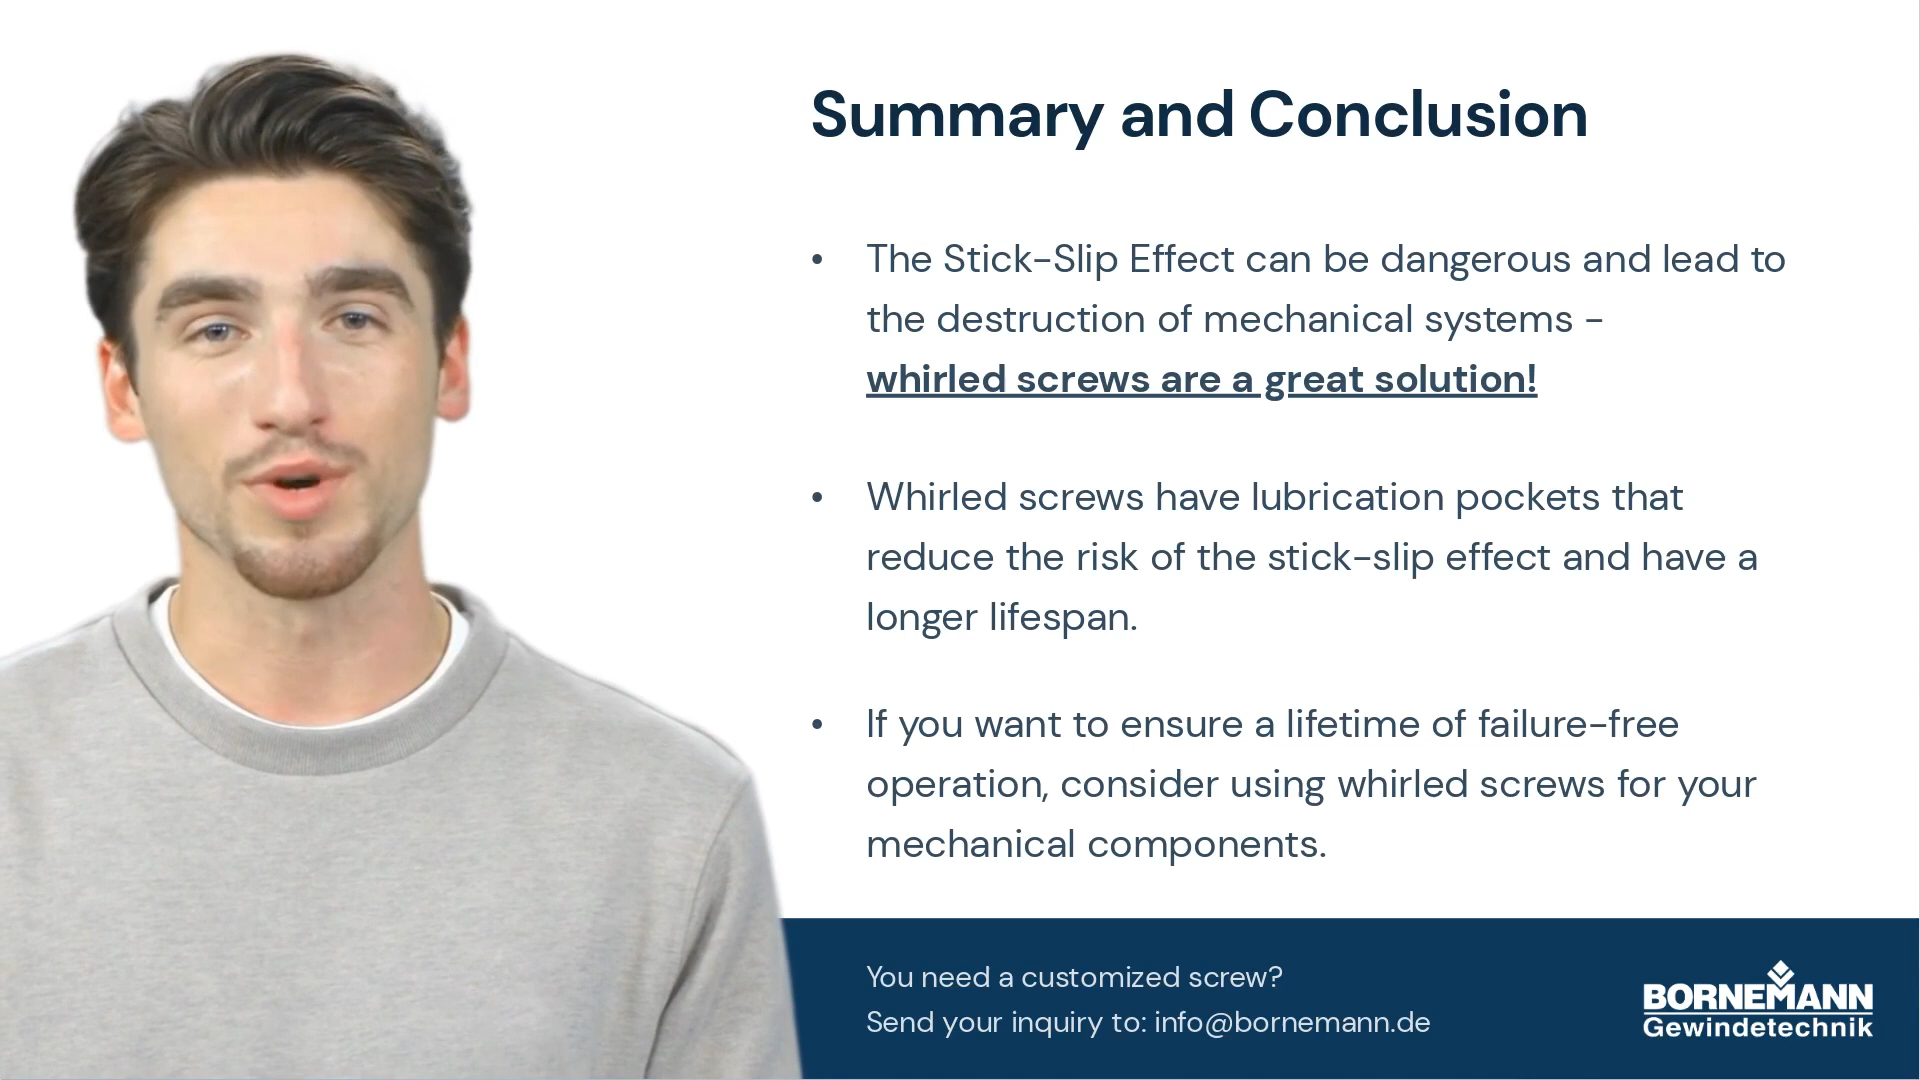 Summary and Conclusion
• The Stick-Slip Effect can be dangerous and lead to
the destruction of mechanical systems -
whirled screws are a great solution!
• Whirled screws have lubrication pockets that
reduce the risk of the stick-slip effect and have a
longer lifespan.
• If you want to ensure a lifetime of failure-free
operation, consider using whirled screws for your
mechanical components.
You need a customized screw?
Send your inquiry to: info@bornemann.de
BORNEMANN
Gewindetechnik